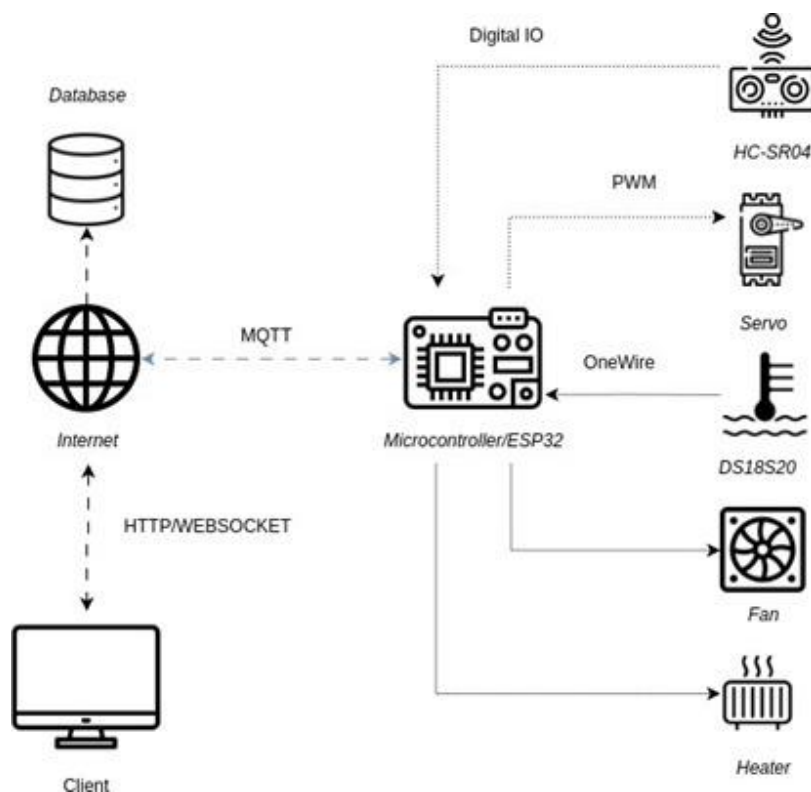 Digital IO
Database
HC-SR04
PWM
MQTT
Servo
OneWire
Internet
Microcontroller/ESP32
DS18S20
HTTP/WEBSOCKET
Fan
Heater
Client